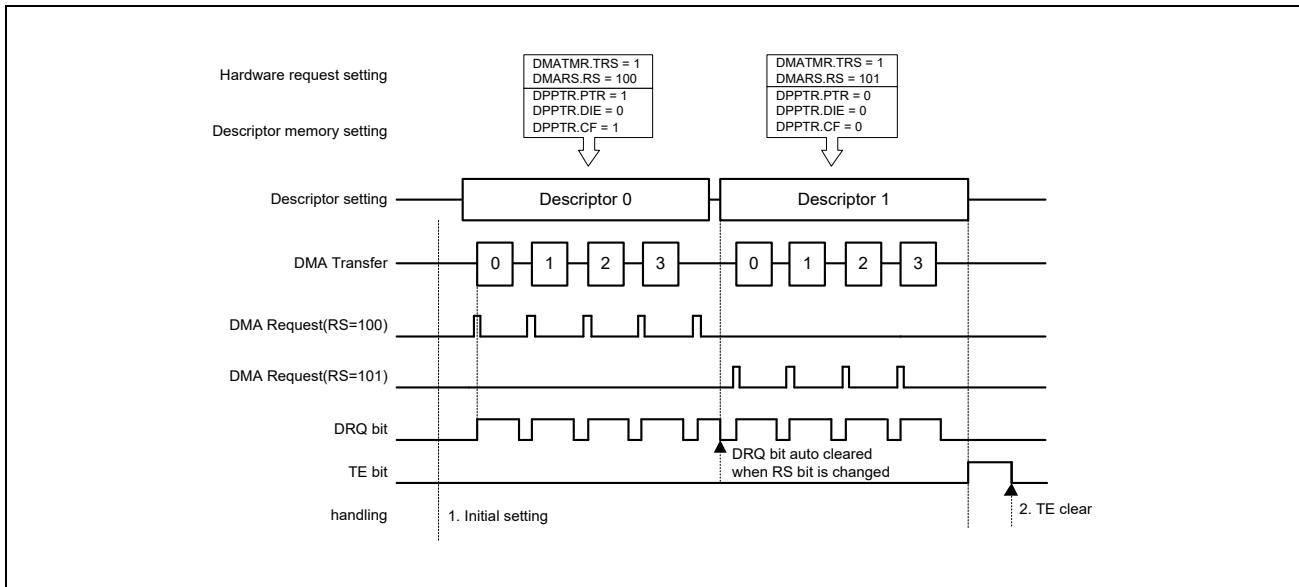 Hardware request setting
DMATMR.TRS = 1
DMARS.RS = 100
DMATMR.TRS = 1
DMARS.RS = 101
Descriptor memory setting
DPPTR.PTR = 1
DPPTR.DIE = 0
DPPTR.CF = 1
DPPTR.PTR = 0
DPPTR.DIE = 0
DPPTR.CF = 0
Descriptor setting
Descriptor 0
Descriptor 1
DMA Transfer
0 1 2 3 0 1 2 3
DMA Request(RS=100)
DMA Request(RS=101)
DRQ bit
DRQ bit auto cleared
when RS bit is changed
TE bit
handling
1. Initial setting
2. TE clear